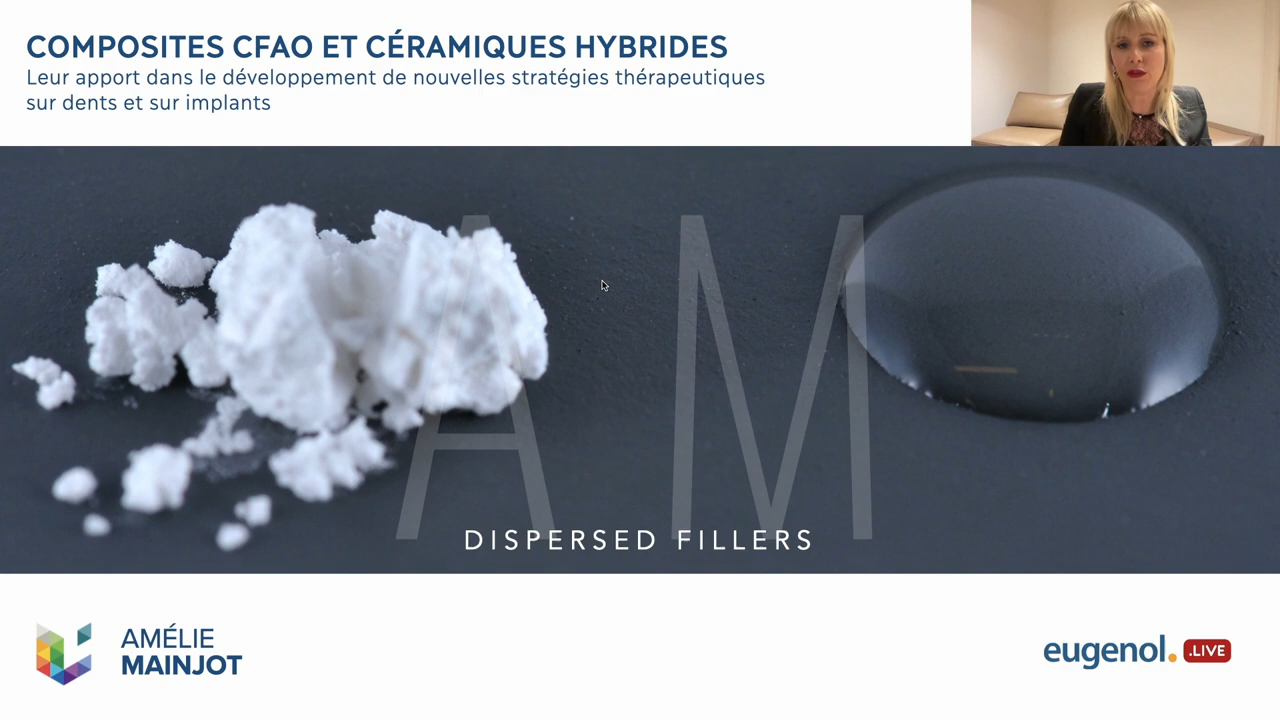 COMPOSITES CFAO ET CÉRAMIQUES HYBRIDES
Leur apport dans le développement de nouvelles stratégies thérapeutiques
sur dents et sur implants
A M
DISPERSED FILLERS
AMÉLIE
MAINJOT
eugenol. .LIVE